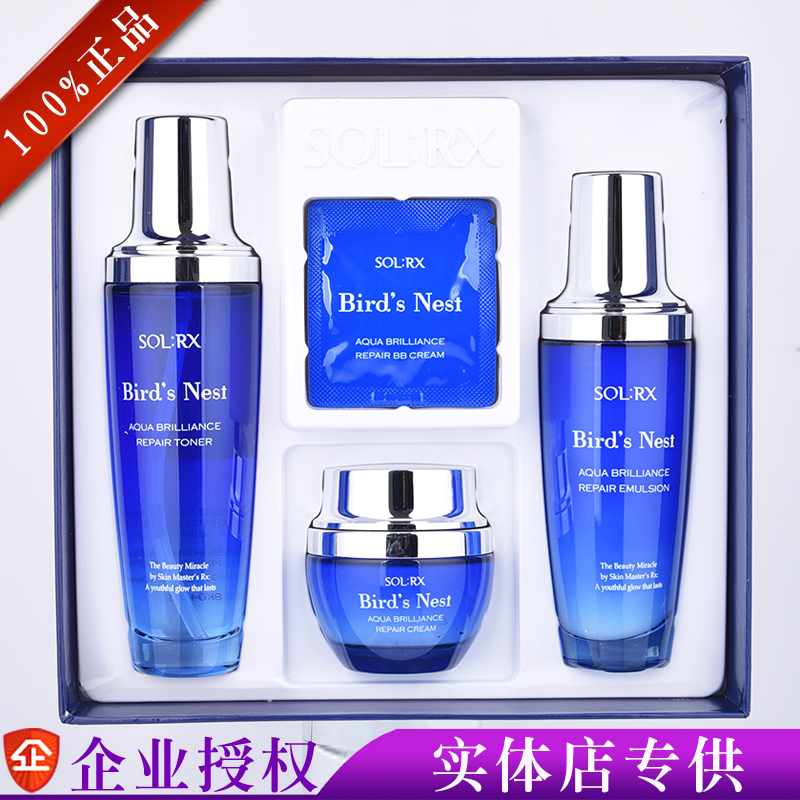 100%正品
SOL:RX
SOL:RX
Bird's Nest
AQUA BRILLIANCE
REPAIR BB CREAM
SOL:RX
Bird's Nest
AQUA BRILLIANCE
REPAIR TONER
The Beauty Miracle
by Skin Master's Rx:
A youthful glow that lasts
SOL:RX
Bird's Nest
AQUA BRILLIANCE
REPAIR EMULSION
The Beauty Miracle
by Skin Master's Rx:
A youthful glow that lasts
SOL:RX
Bird's Nest
AQUA BRILLIANCE
REPAIR CREAM
企
企业授权
实体店专供